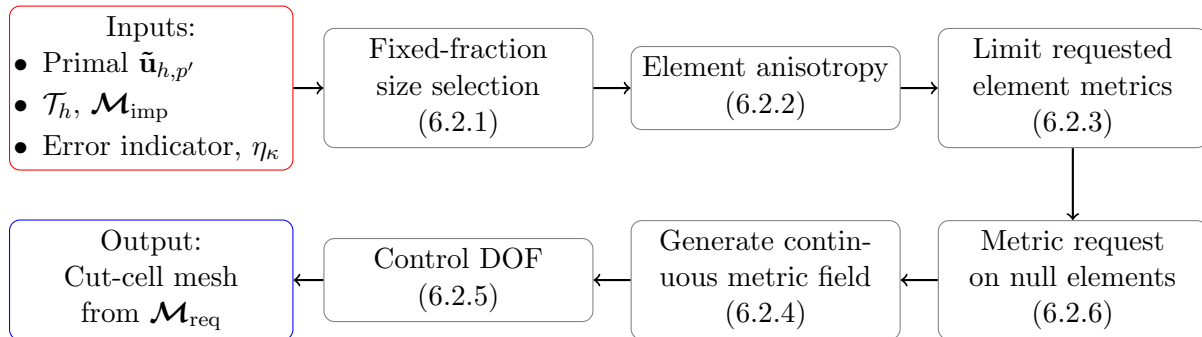 Inputs:
• Primal ũ_{h,p′}
• 𝒯_h, 𝓜_imp
• Error indicator, η_κ
Fixed-fraction
size selection
(6.2.1)
Element anisotropy
(6.2.2)
Limit requested
element metrics
(6.2.3)
Metric request
on null elements
(6.2.6)
Generate contin-
uous metric field
(6.2.4)
Control DOF
(6.2.5)
Output:
Cut-cell mesh
from 𝓜_req